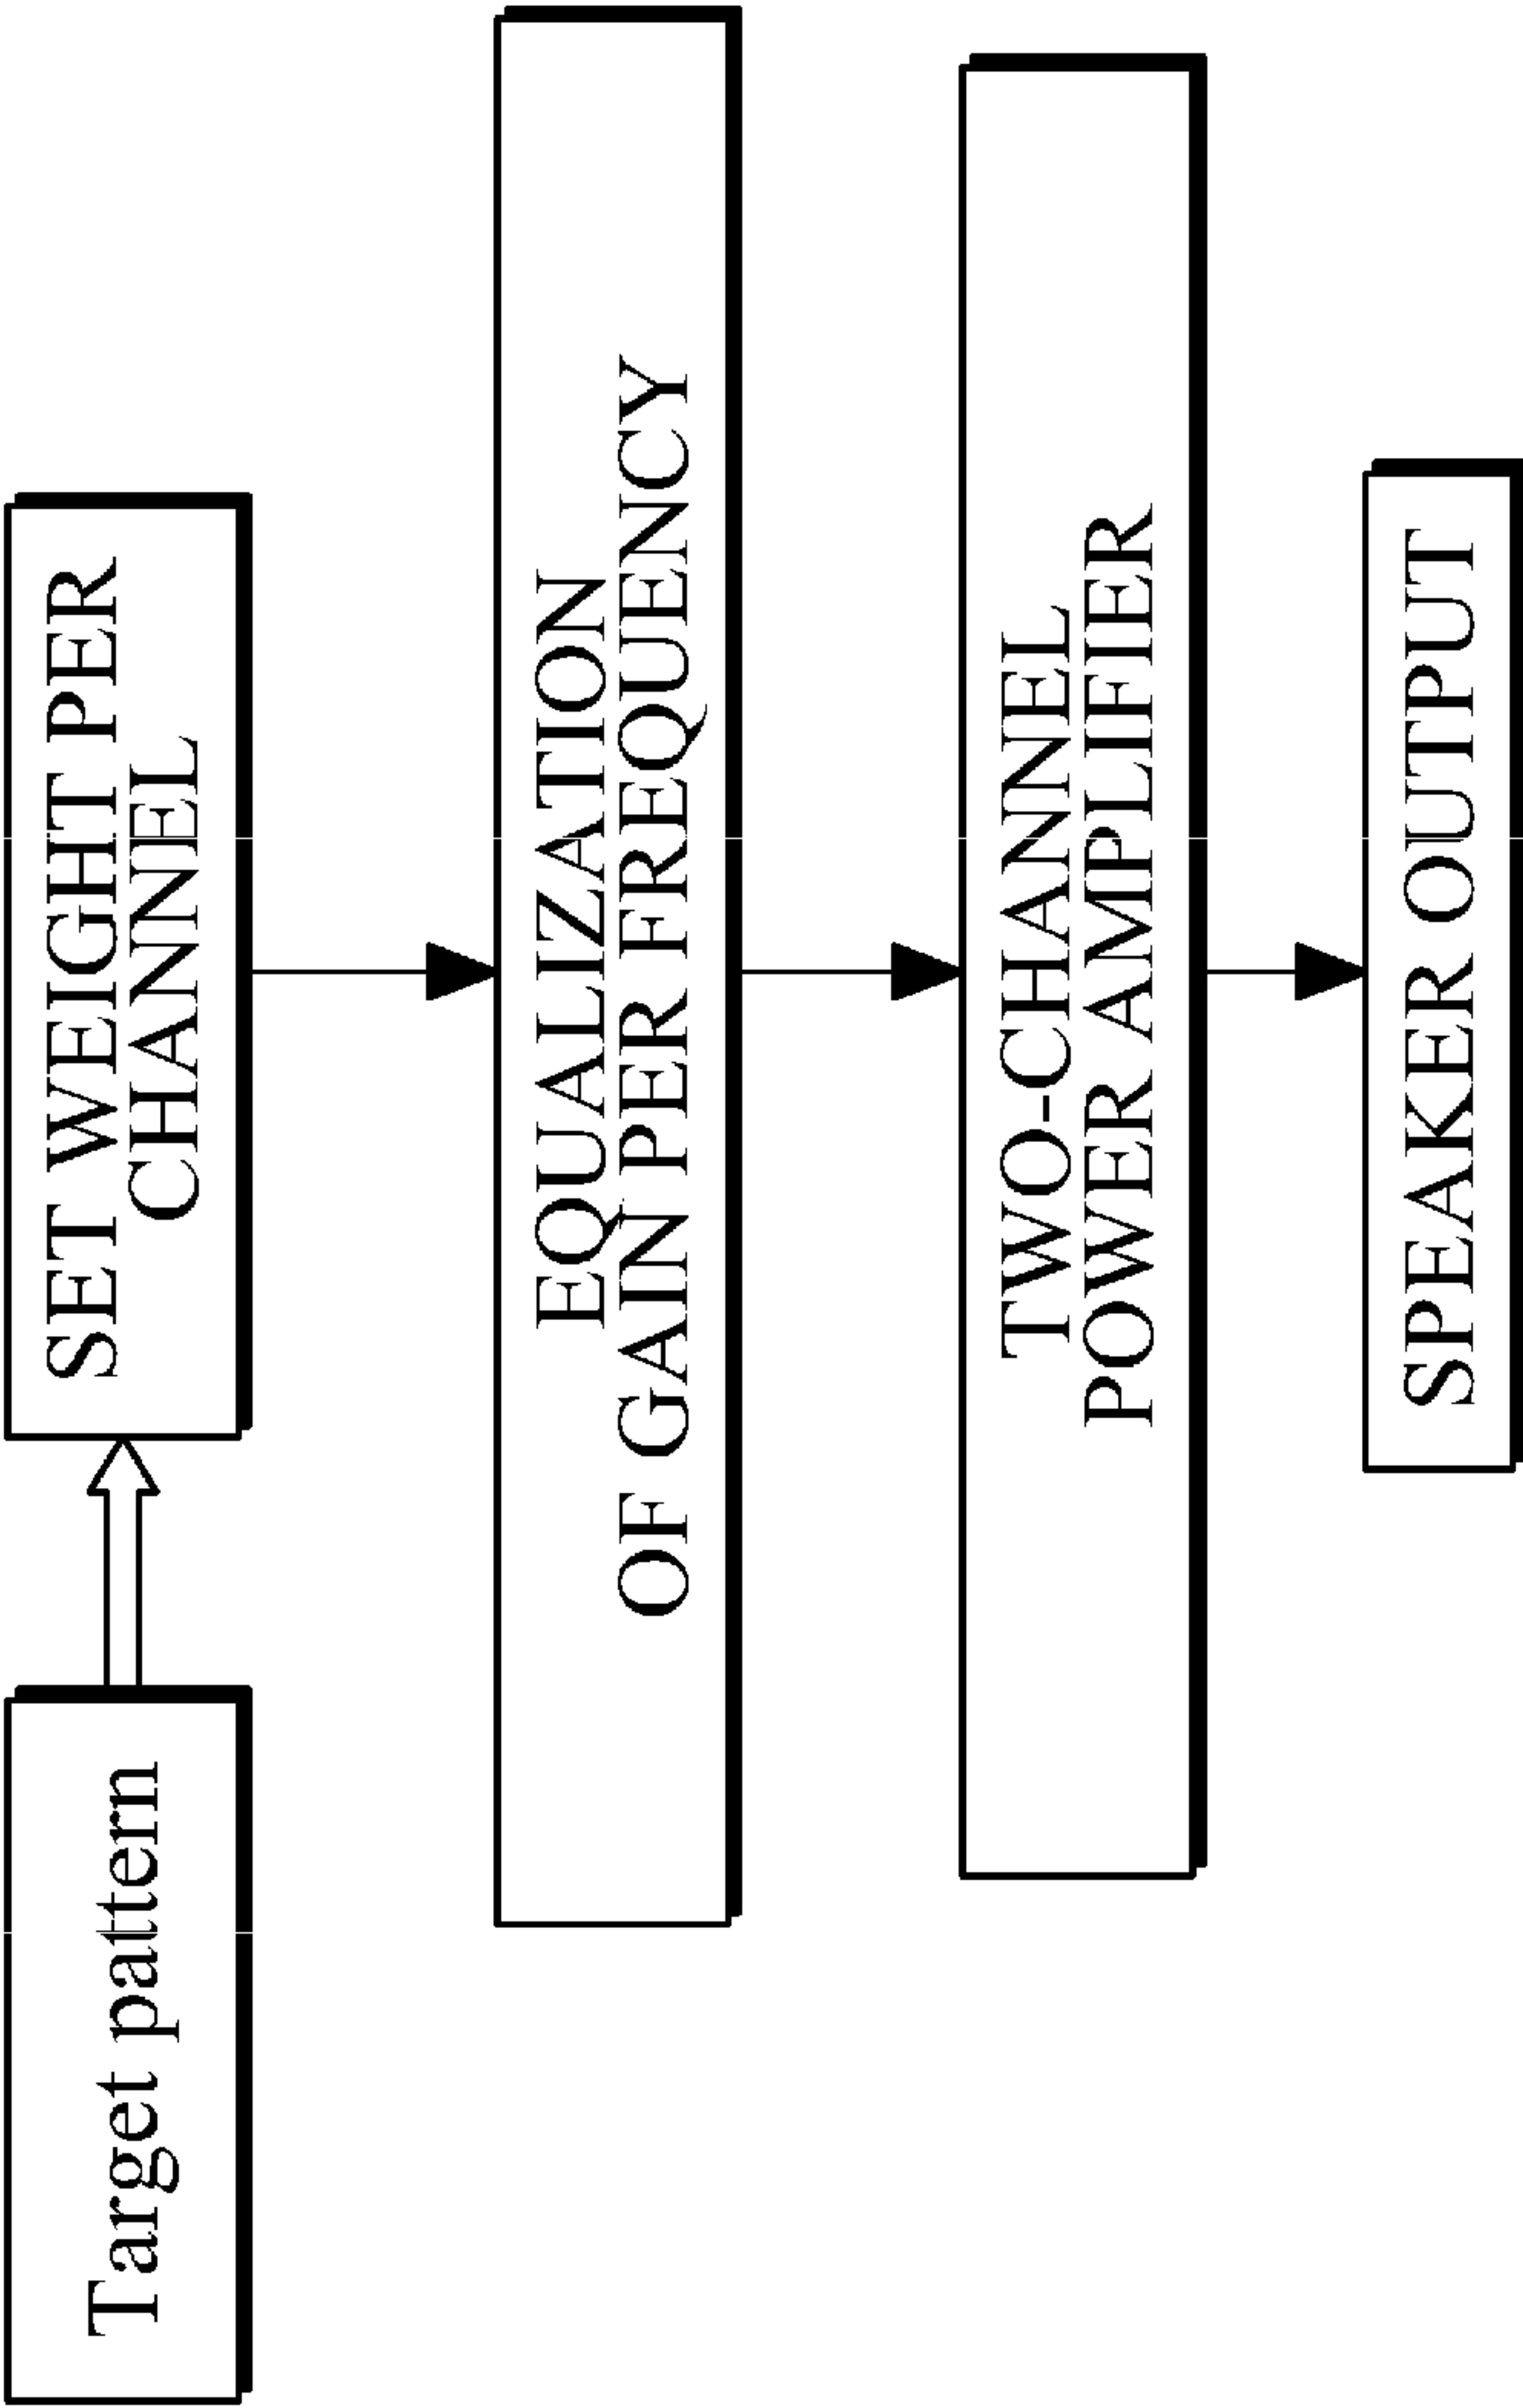 Target pattern
SET WEIGHT PER
CHANNEL
EQUALIZATION
OF GAIN PER FREQUENCY
TWO-CHANNEL
POWER AMPLIFIER
SPEAKER OUTPUT